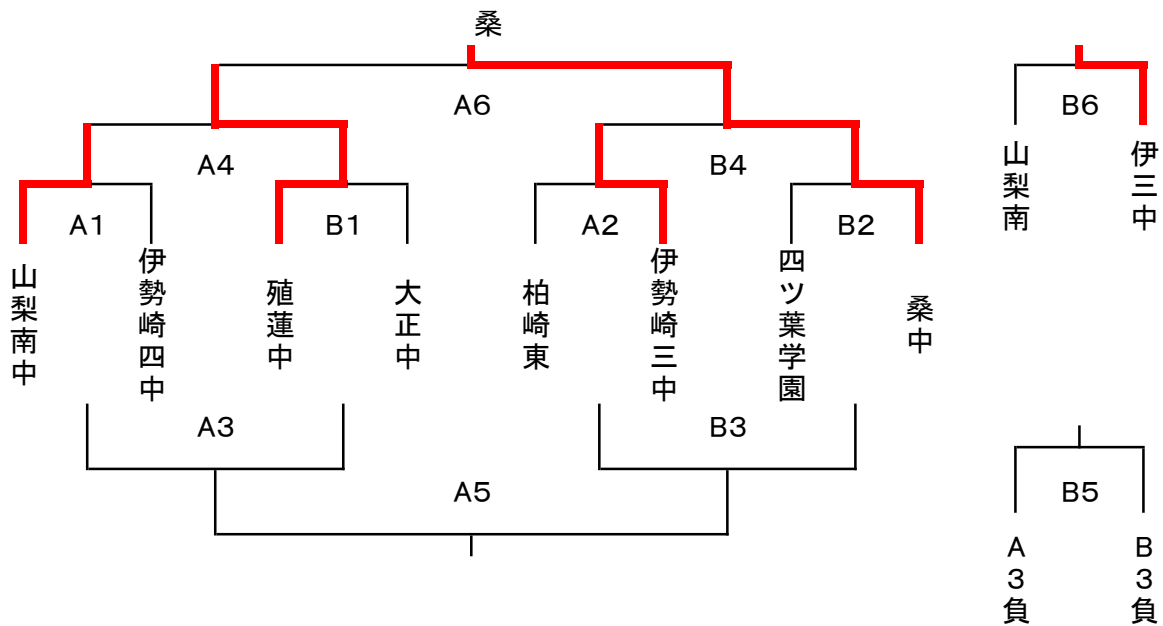 桑
A6
B6
A4
B4
山梨南
伊三中
A1
B1
A2
B2
山梨南中
伊勢崎四中
殖蓮中
大正中
柏崎東
伊勢崎三中
四ツ葉学園
桑中
A3
B3
A5
B5
A3負
B3負